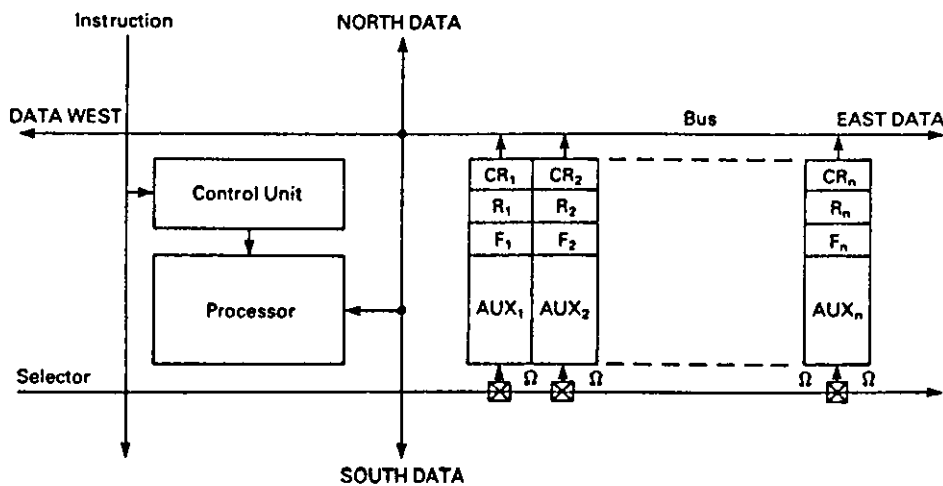 Instruction
NORTH DATA
DATA WEST
Bus
EAST DATA
Control Unit
CR₁ CR₂ CRₙ
R₁ R₂ Rₙ
F₁ F₂ Fₙ
Processor
AUX₁ AUX₂ AUXₙ
Selector
Ω Ω Ω Ω
SOUTH DATA